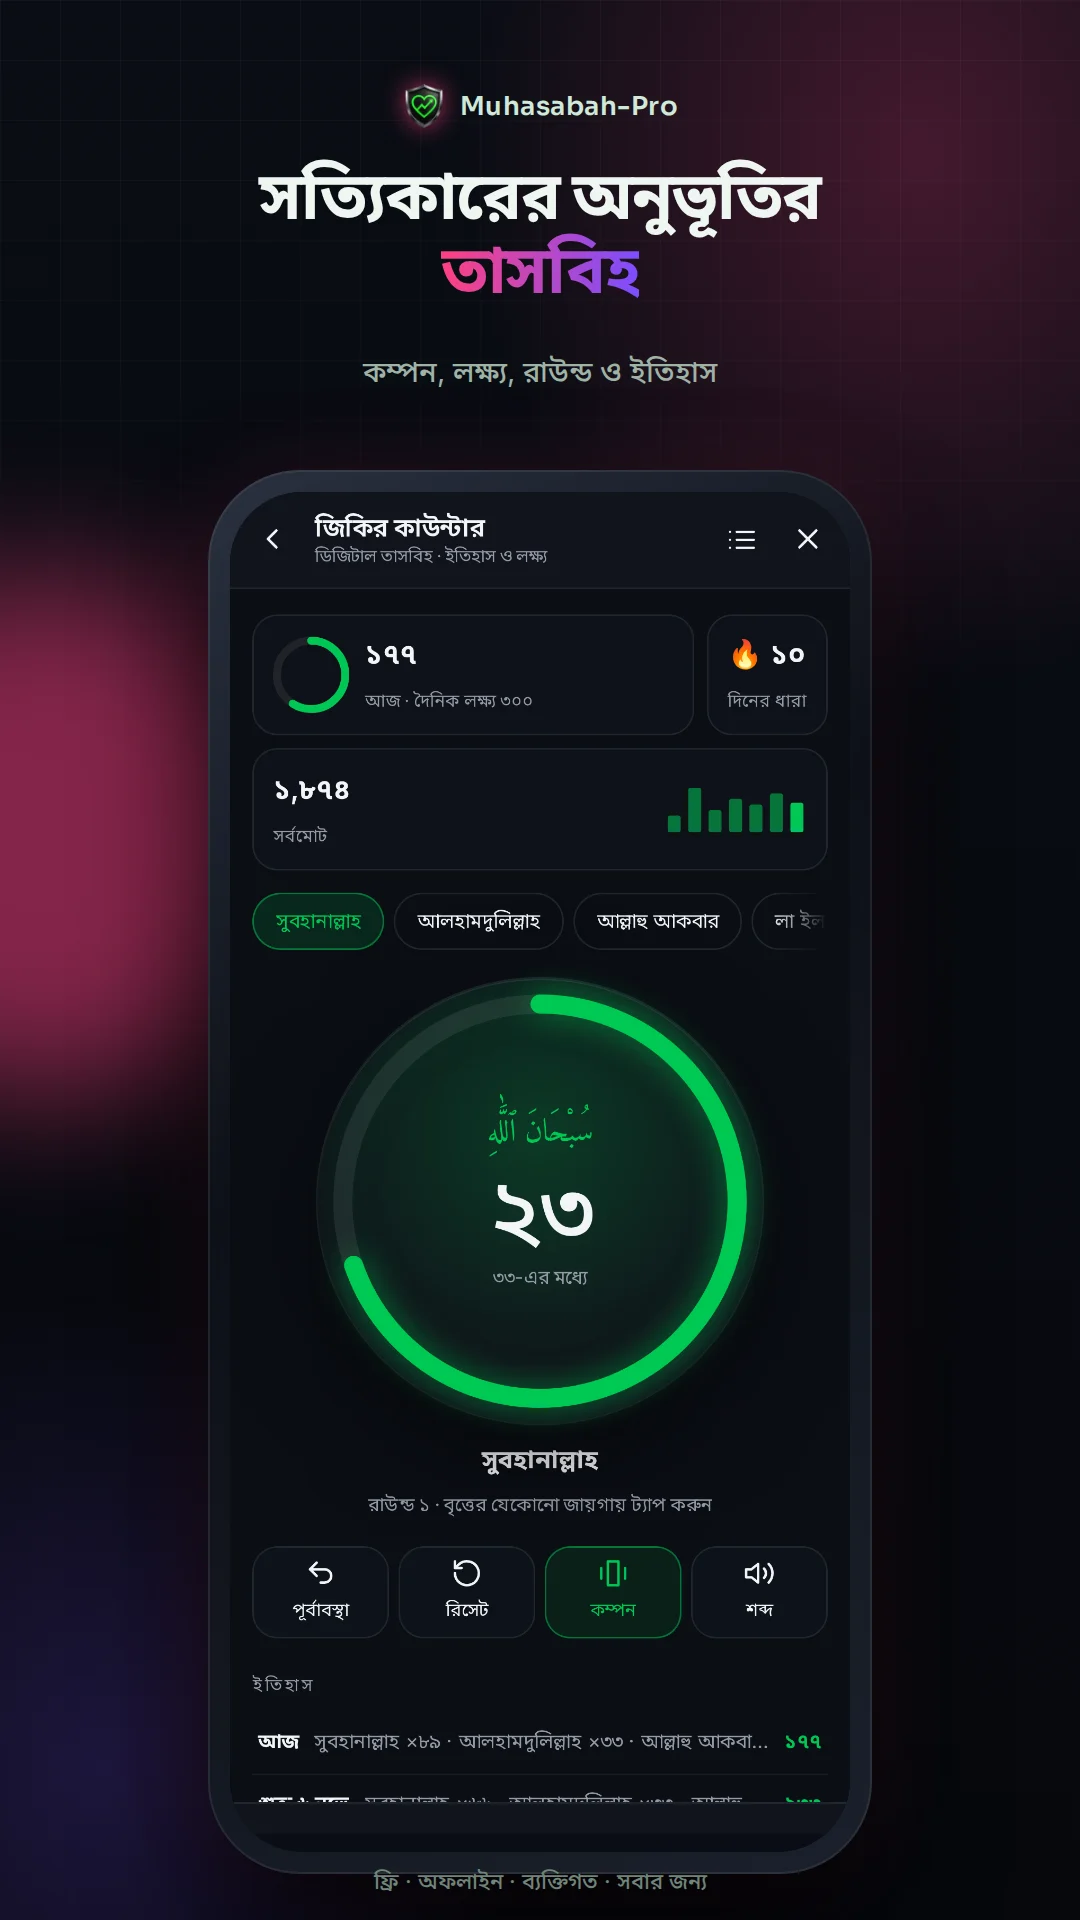 Muhasabah-Pro
সত্যিকারের অনুভূতির
তাসবিহ
কম্পন, লক্ষ্য, রাউন্ড ও ইতিহাস
জিকির কাউন্টার
ডিজিটাল তাসবিহ · ইতিহাস ও লক্ষ্য
১৭৭
আজ · দৈনিক লক্ষ্য ৩০০
🔥 ১০
দিনের ধারা
১,৮৭৪
সর্বমোট
সুবহানাল্লাহ
আলহামদুলিল্লাহ
আল্লাহু আকবার
লা ইল
سُبْحَانَ ٱللَّٰهِ
২৩
৩৩-এর মধ্যে
সুবহানাল্লাহ
রাউন্ড ১ · বৃত্তের যেকোনো জায়গায় ট্যাপ করুন
পূর্বাবস্থা
রিসেট
কম্পন
শব্দ
ইতিহাস
আজ সুবহানাল্লাহ ×৮৯ · আলহামদুলিল্লাহ ×৩৩ · আল্লাহু আকবা... ১৭৭
ফ্রি · অফলাইন · ব্যক্তিগত · সবার জন্য